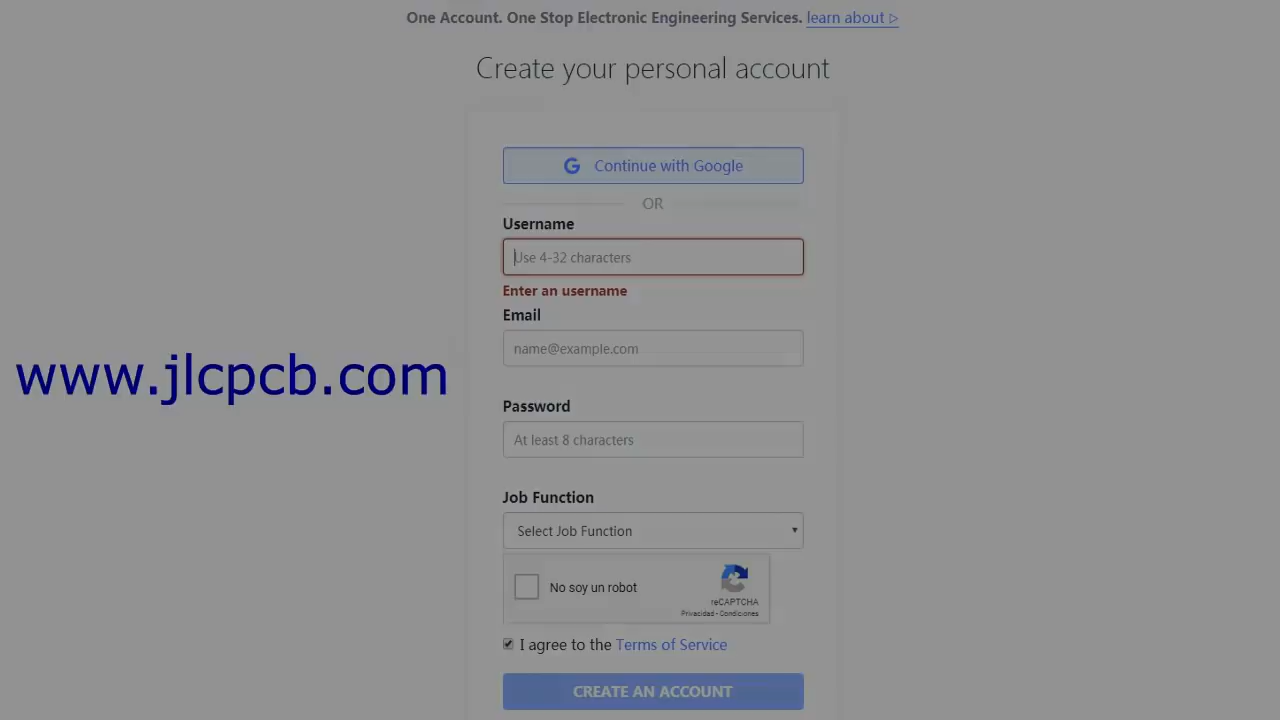 One Account. One Stop Electronic Engineering Services. learn about ▷
Create your personal account
Continue with Google
OR
Username
Use 4-32 characters
Enter an username
Email
name@example.com
www.jlcpcb.com
Password
At least 8 characters
Job Function
Select Job Function
No soy un robot
reCAPTCHA
Privacidad - Condiciones
I agree to the Terms of Service
CREATE AN ACCOUNT